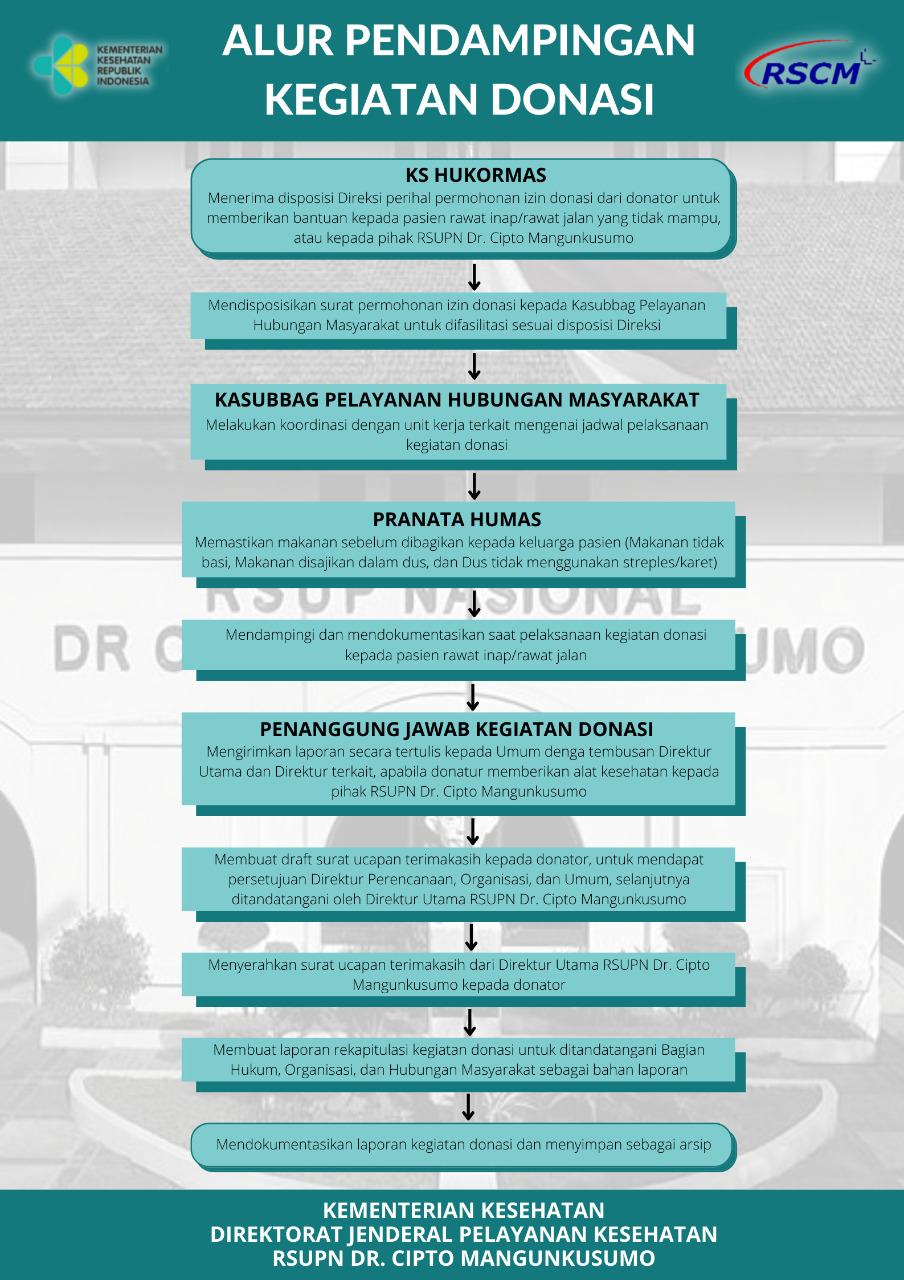 KEMENTERIAN
KESEHATAN
REPUBLIK
INDONESIA
ALUR PENDAMPINGAN
KEGIATAN DONASI
RSCM
KS HUKORMAS
Menerima disposisi Direksi perihal permohonan izin donasi dari donator untuk
memberikan bantuan kepada pasien rawat inap/rawat jalan yang tidak mampu,
atau kepada pihak RSUPN Dr. Cipto Mangunkusumo
Mendisposisikan surat permohonan izin donasi kepada Kasubbag Pelayanan
Hubungan Masyarakat untuk difasilitasi sesuai disposisi Direksi
KASUBBAG PELAYANAN HUBUNGAN MASYARAKAT
Melakukan koordinasi dengan unit kerja terkait mengenai jadwal pelaksanaan
kegiatan donasi
PRANATA HUMAS
Memastikan makanan sebelum dibagikan kepada keluarga pasien (Makanan tidak
basi, Makanan disajikan dalam dus, dan Dus tidak menggunakan streples/karet)
RSUP NASIONAL
DR C
UMO
Mendampingi dan mendokumentasikan saat pelaksanaan kegiatan donasi
kepada pasien rawat inap/rawat jalan
PENANGGUNG JAWAB KEGIATAN DONASI
Mengirimkan laporan secara tertulis kepada Umum denga tembusan Direktur
Utama dan Direktur terkait, apabila donatur memberikan alat kesehatan kepada
pihak RSUPN Dr. Cipto Mangunkusumo
Membuat draft surat ucapan terimakasih kepada donator, untuk mendapat
persetujuan Direktur Perencanaan, Organisasi, dan Umum, selanjutnya
ditandatangani oleh Direktur Utama RSUPN Dr. Cipto Mangunkusumo
Menyerahkan surat ucapan terimakasih dari Direktur Utama RSUPN Dr. Cipto
Mangunkusumo kepada donator
Membuat laporan rekapitulasi kegiatan donasi untuk ditandatangani Bagian
Hukum, Organisasi, dan Hubungan Masyarakat sebagai bahan laporan
Mendokumentasikan laporan kegiatan donasi dan menyimpan sebagai arsip
KEMENTERIAN KESEHATAN
DIREKTORAT JENDERAL PELAYANAN KESEHATAN
RSUPN DR. CIPTO MANGUNKUSUMO